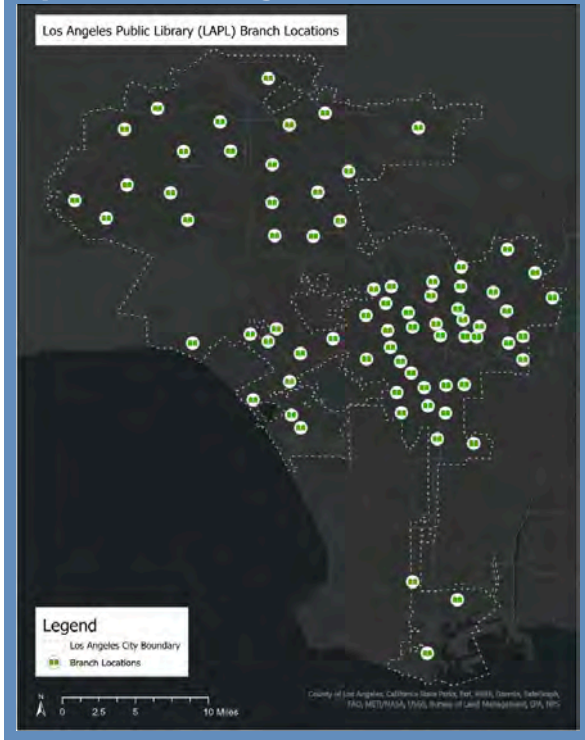 Los Angeles Public Library (LAPL) Branch Locations
Legend
Los Angeles City Boundary
Branch Locations
N
0 2.5 5 10 Miles
County of Los Angeles, California State Parks, Esri, HERE, Garmin, SafeGraph,
FAO, METI/NASA, USGS, Bureau of Land Management, EPA, NPS